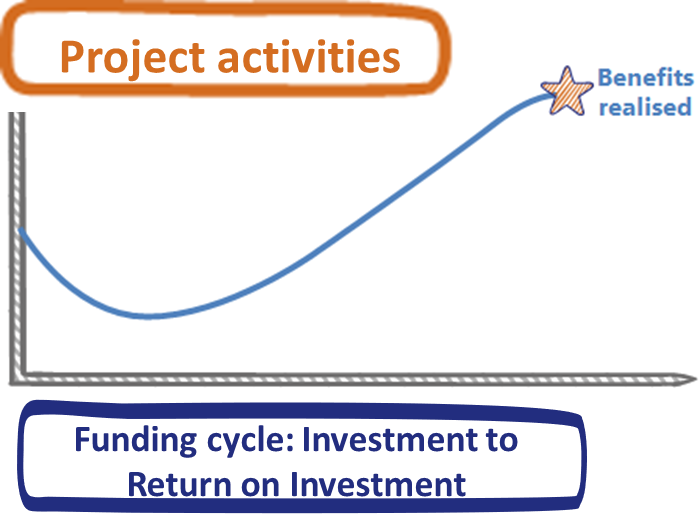 Project activities
Benefits
realised
Funding cycle: Investment to
Return on Investment